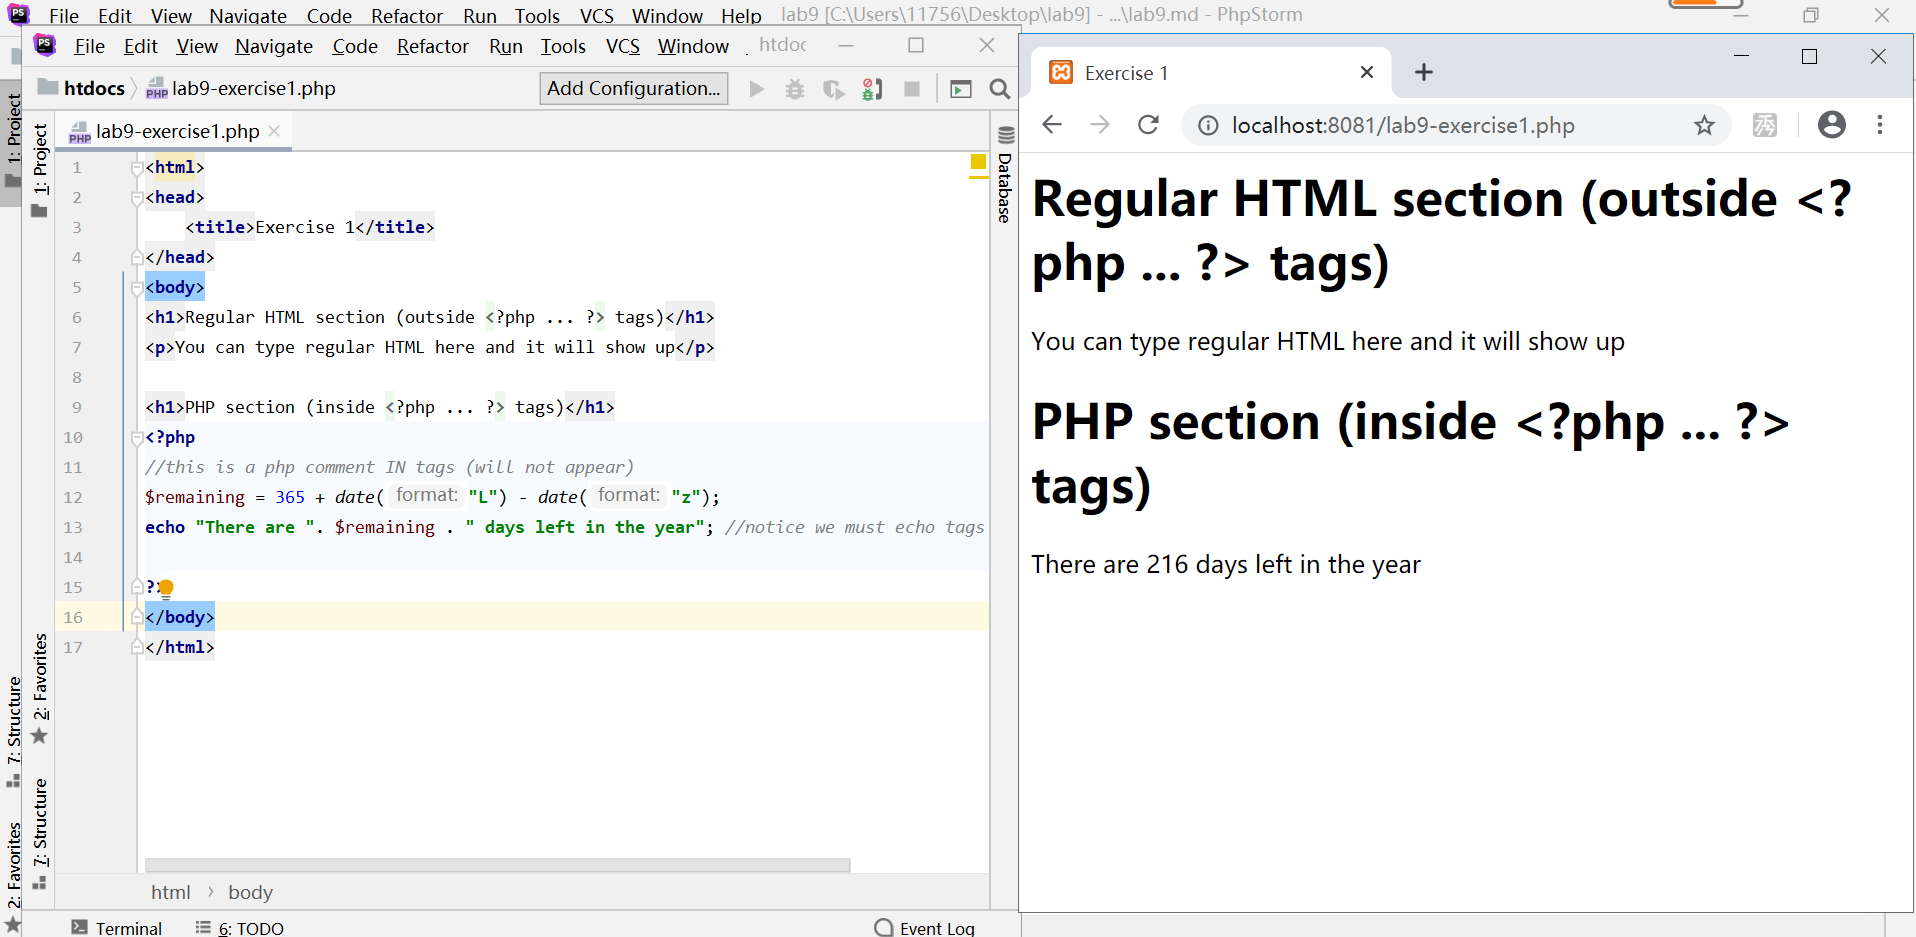 File Edit View Navigate Code Refactor Run Tools VCS Window Help lab9 [C:\Users\11756\Desktop\lab9] - ...\lab9.md - PhpStorm
File Edit View Navigate Code Refactor Run Tools VCS Window . htdoc
htdocs lab9-exercise1.php Add Configuration...
lab9-exercise1.php
1: Project
1: Project
2: Favorites
7: Structure
7: Structure
2: Favorites
Database
1 <html>
2 <head>
3 <title>Exercise 1</title>
4 </head>
5 <body>
6 <h1>Regular HTML section (outside <?php ... ?> tags)</h1>
7 <p>You can type regular HTML here and it will show up</p>
8
9 <h1>PHP section (inside <?php ... ?> tags)</h1>
10 <?php
11 //this is a php comment IN tags (will not appear)
12 $remaining = 365 + date( format: "L") - date( format: "z");
13 echo "There are ". $remaining . " days left in the year"; //notice we must echo tags
14
15 ?>
16 </body>
17 </html>
html › body
Terminal 6: TODO Event Log
Exercise 1
localhost:8081/lab9-exercise1.php 秀
Regular HTML section (outside <?
php ... ?> tags)
You can type regular HTML here and it will show up
PHP section (inside <?php ... ?>
tags)
There are 216 days left in the year